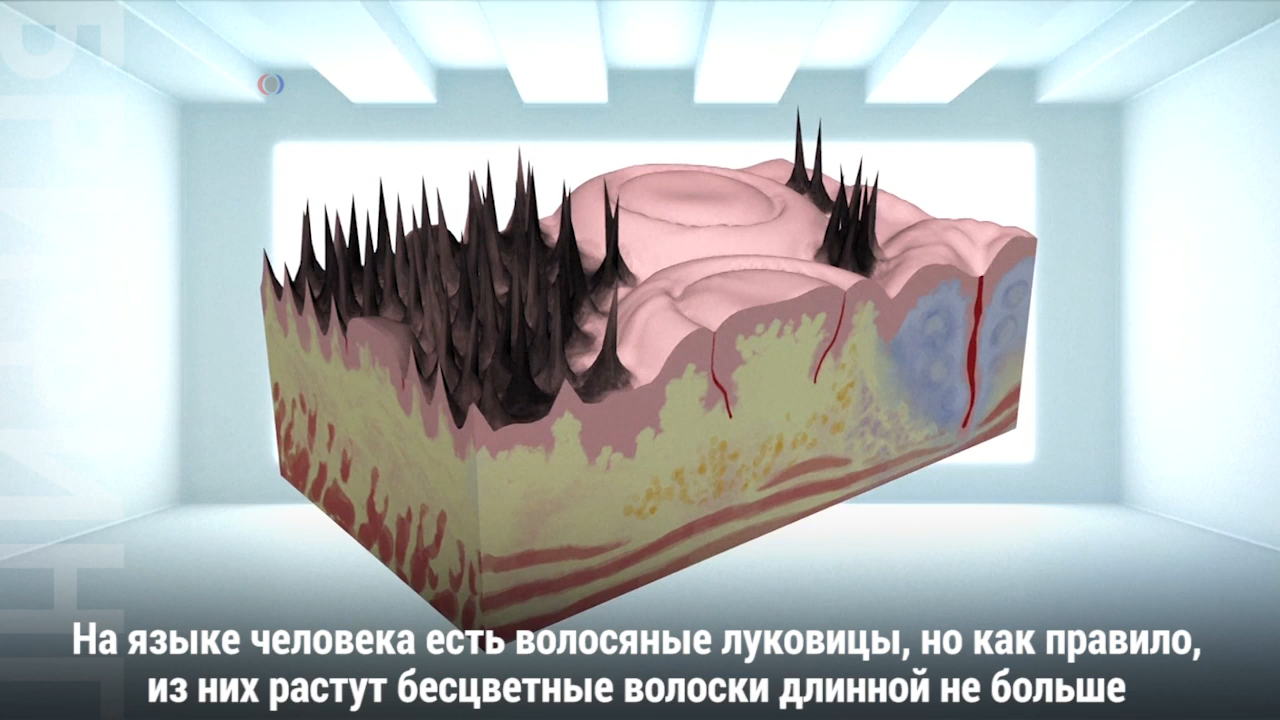 На языке человека есть волосяные луковицы, но как правило,
из них растут бесцветные волоски длинной не больше